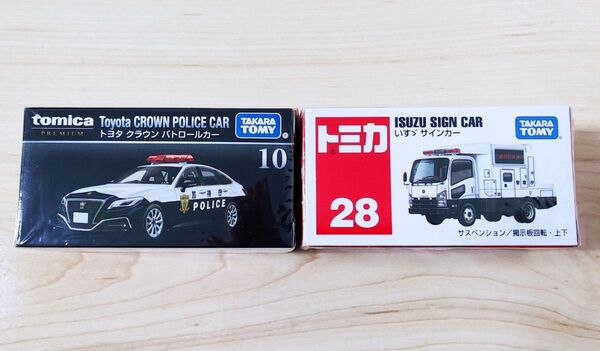 tomica
PREMIUM
Toyota CROWN POLICE CAR
トヨタ クラウン パトロールカー
TAKARA TOMY
10
POLICE
トミカ
28
ISUZU SIGN CAR
いすゞ サインカー
TAKARA TOMY
サスペンション/掲示板回転・上下